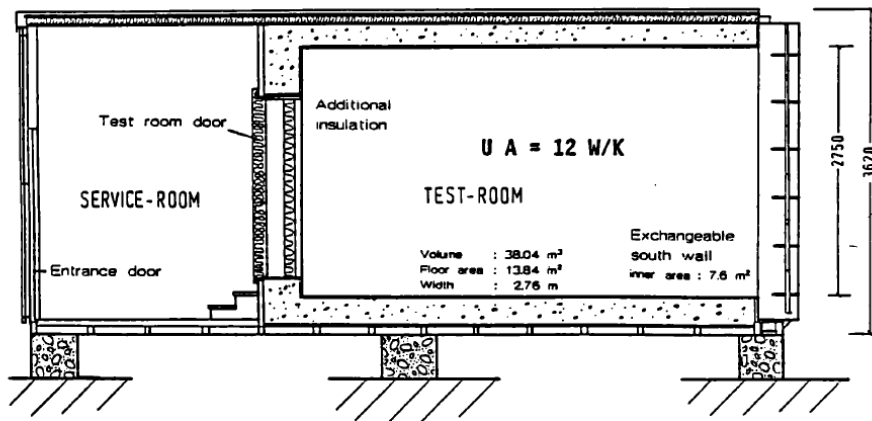 Test room door
Additional
insulation
U A = 12 W/K
SERVICE-ROOM
TEST-ROOM
Entrance door
Volume : 38.04 m³
Floor area : 13.84 m²
Width : 2.76 m
Exchangeable
south wall
inner area : 7.6 m²
2750
3620